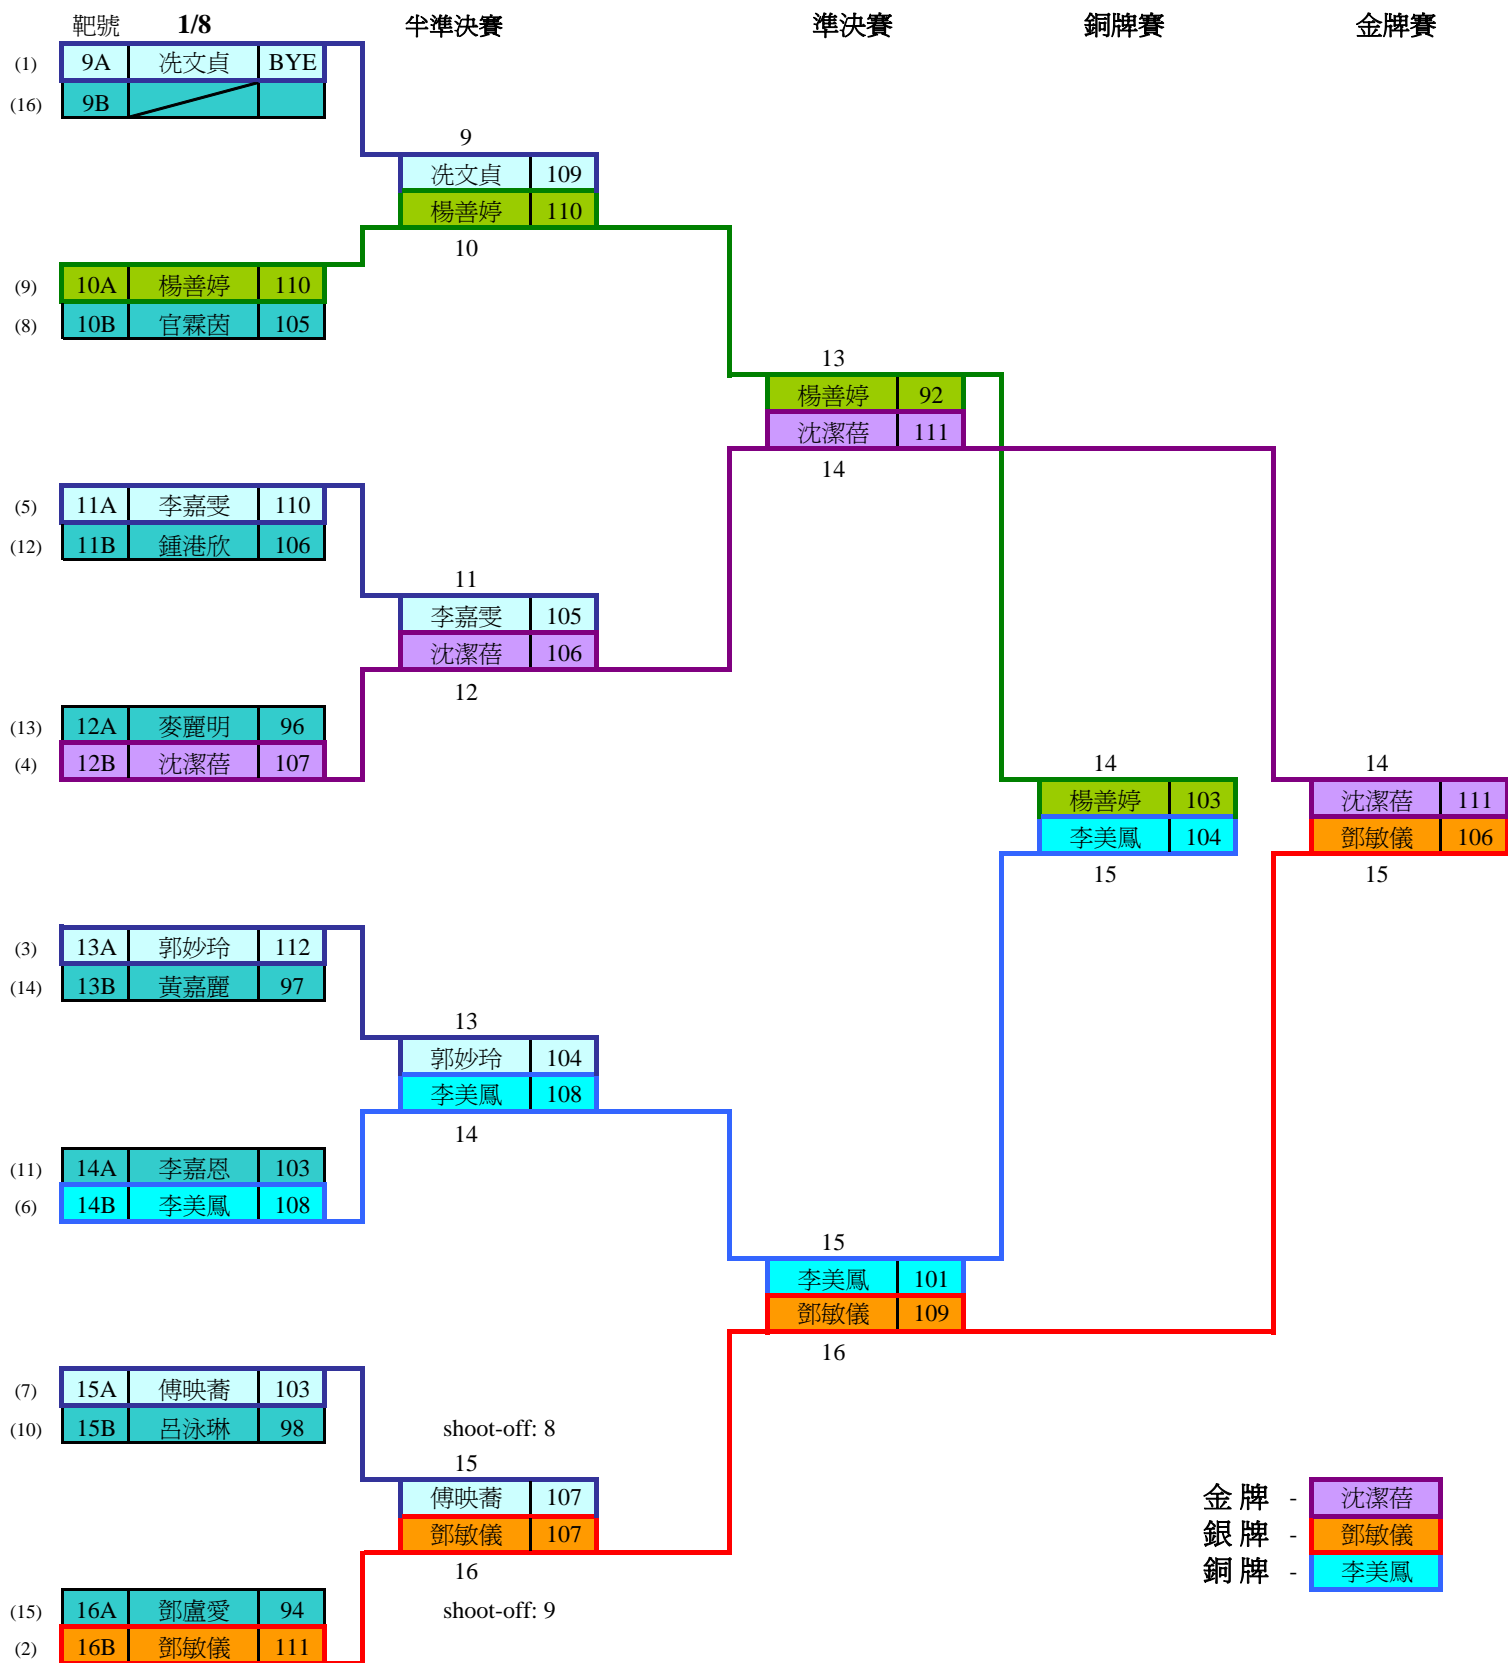 靶號 1/8 半準決賽 準決賽 銅牌賽 金牌賽
(1) 9A 冼文貞 BYE
(16) 9B
9
冼文貞 109
楊善婷 110
10
(9) 10A 楊善婷 110
(8) 10B 官霖茵 105
13
楊善婷 92
沈潔蓓 111
14
(5) 11A 李嘉雯 110
(12) 11B 鍾港欣 106
11
李嘉雯 105
沈潔蓓 106
12
(13) 12A 麥麗明 96
(4) 12B 沈潔蓓 107
14 14
楊善婷 103 沈潔蓓 111
李美鳳 104 鄧敏儀 106
15 15
(3) 13A 郭妙玲 112
(14) 13B 黃嘉麗 97
13
郭妙玲 104
李美鳳 108
14
(11) 14A 李嘉恩 103
(6) 14B 李美鳳 108
15
李美鳳 101
鄧敏儀 109
16
(7) 15A 傅映蕎 103
(10) 15B 呂泳琳 98 shoot-off: 8
15
傅映蕎 107 金牌 - 沈潔蓓
鄧敏儀 107 銀牌 - 鄧敏儀
16 銅牌 - 李美鳳
(15) 16A 鄧盧愛 94 shoot-off: 9
(2) 16B 鄧敏儀 111